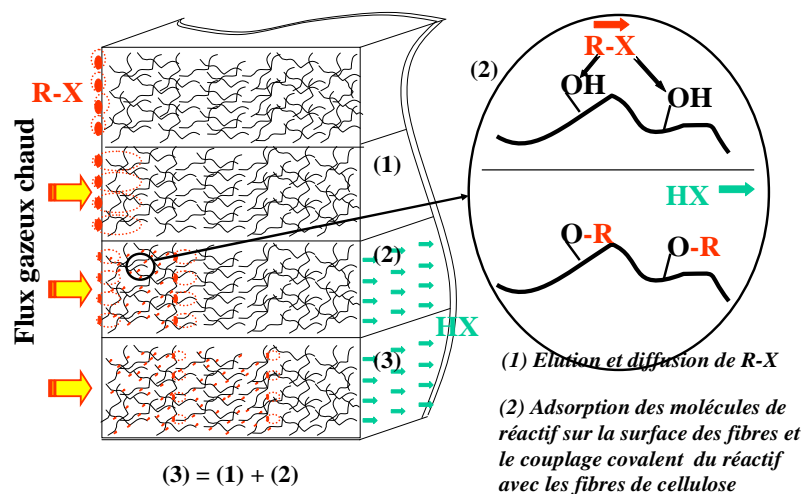 R-X
Flux gazeux chaud
(1)
(2)
HX
(3)
(3) = (1) + (2)
(2)
R-X
OH
OH
HX
O-R
O-R
(1) Elution et diffusion de R-X
(2) Adsorption des molécules de
réactif sur la surface des fibres et
le couplage covalent du réactif
avec les fibres de cellulose